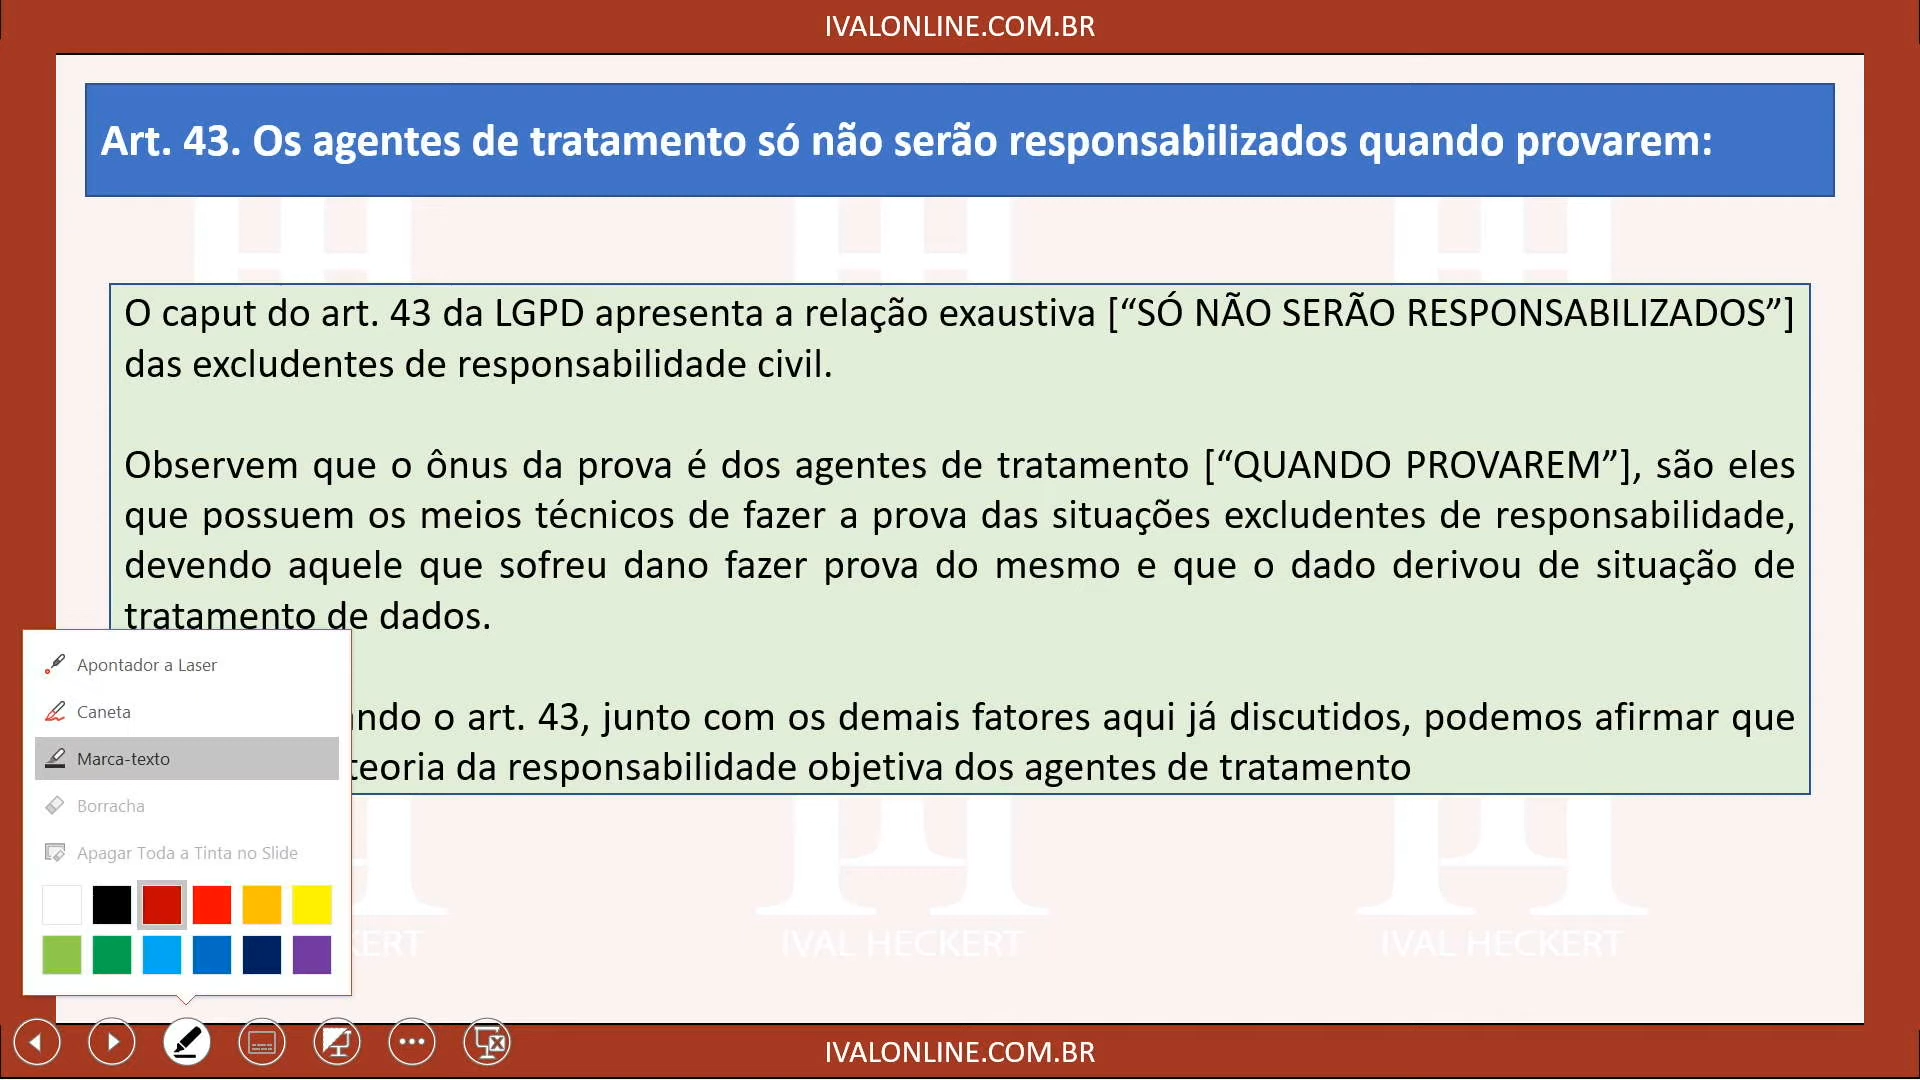 IVALONLINE.COM.BR
Art. 43. Os agentes de tratamento só não serão responsabilizados quando provarem:
O caput do art. 43 da LGPD apresenta a relação exaustiva [“SÓ NÃO SERÃO RESPONSABILIZADOS”]
das excludentes de responsabilidade civil.
Observem que o ônus da prova é dos agentes de tratamento [“QUANDO PROVAREM”], são eles
que possuem os meios técnicos de fazer a prova das situações excludentes de responsabilidade,
devendo aquele que sofreu dano fazer prova do mesmo e que o dado derivou de situação de
tratamento de dados.
ndo o art. 43, junto com os demais fatores aqui já discutidos, podemos afirmar que
teoria da responsabilidade objetiva dos agentes de tratamento
Apontador a Laser
Caneta
Marca-texto
Borracha
Apagar Toda a Tinta no Slide
KERT
IVAL HECKERT
IVAL HECKERT
IVALONLINE.COM.BR